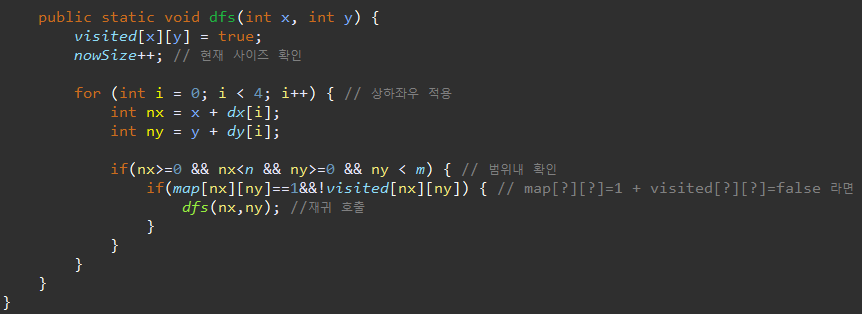 public static void dfs(int x, int y) {
visited[x][y] = true;
nowSize++; // 현재 사이즈 확인
for (int i = 0; i < 4; i++) { // 상하좌우 적용
int nx = x + dx[i];
int ny = y + dy[i];
if(nx>=0 && nx<n && ny>=0 && ny < m) { // 범위내 확인
if(map[nx][ny]==1&&!visited[nx][ny]) { // map[?][?]=1 + visited[?][?]=false 라면
dfs(nx,ny); //재귀 호출
}
}
}
}
}